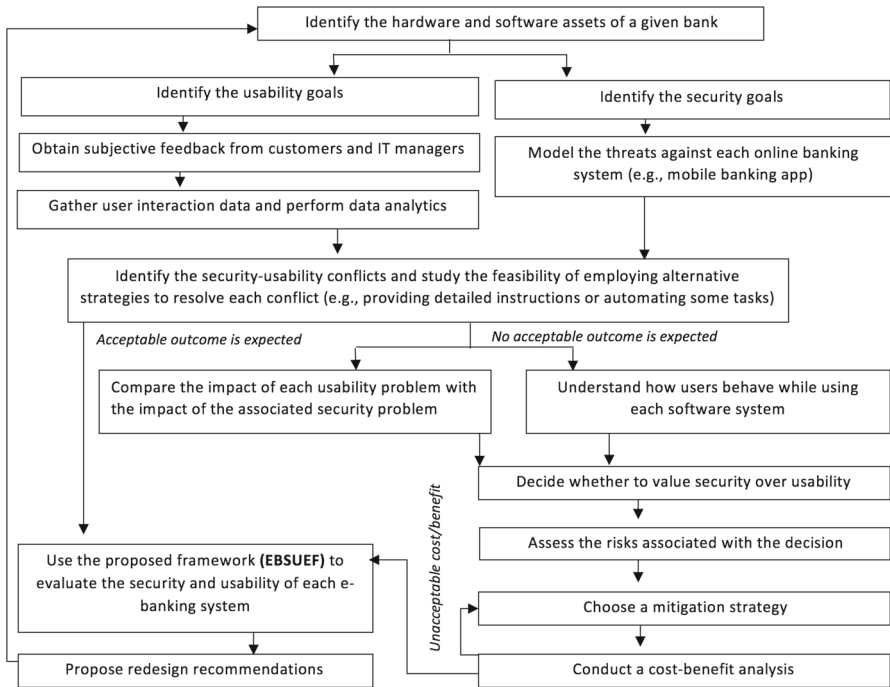 Identify the hardware and software assets of a given bank
Identify the usability goals
Identify the security goals
Obtain subjective feedback from customers and IT managers
Model the threats against each online banking
system (e.g., mobile banking app)
Gather user interaction data and perform data analytics
Identify the security-usability conflicts and study the feasibility of employing alternative
strategies to resolve each conflict (e.g., providing detailed instructions or automating some tasks)
Acceptable outcome is expected
No acceptable outcome is expected
Compare the impact of each usability problem with
the impact of the associated security problem
Understand how users behave while using
each software system
Decide whether to value security over usability
Unacceptable cost/benefit
Assess the risks associated with the decision
Use the proposed framework (EBSUEF) to
evaluate the security and usability of each e-
banking system
Choose a mitigation strategy
Propose redesign recommendations
Conduct a cost-benefit analysis